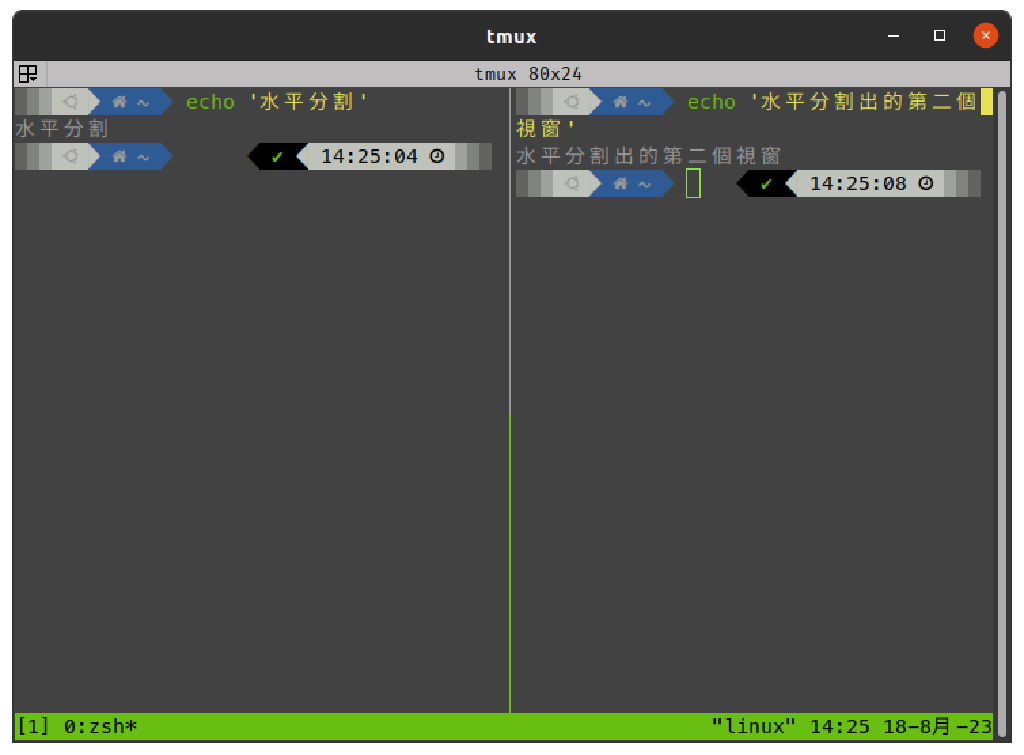 tmux
tmux 80x24
~ echo '水平分割'
水平分割
~ ✔ 14:25:04
~ echo '水平分割出的第二個
視窗'
水平分割出的第二個視窗
~ ✔ 14:25:08
[1] 0:zsh* "linux" 14:25 18-8月-23